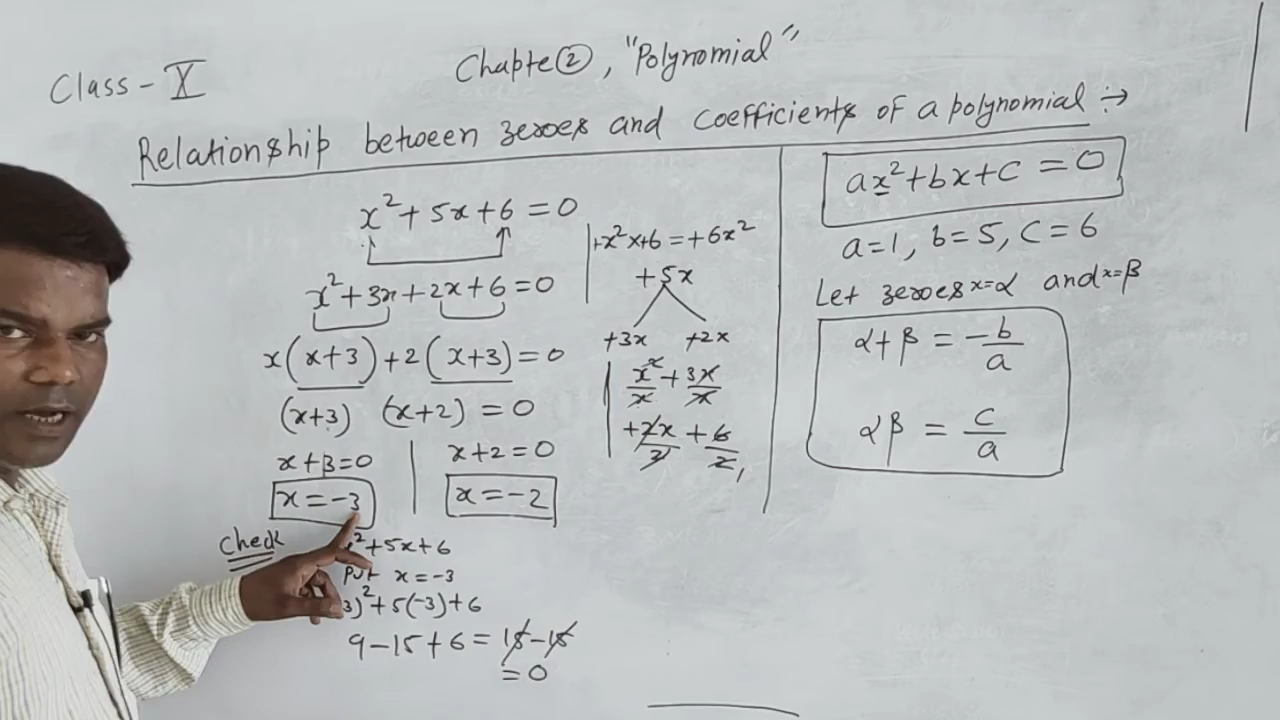 Class - X
Chapte②, "Polynomial"
Relationship between zeroes and coefficients of a polynomial :→
x² + 5x + 6 = 0
x² + 3x + 2x + 6 = 0
x(x+3) + 2(x+3) = 0
(x+3) (x+2) = 0
x+3=0
x+2=0
x=-3
x=-2
Check
x²+5x+6
Put x=-3
3)²+5(-3)+6
9-15+6 = 15-15
= 0
+x²x+6=+6x²
+5x
+3x +2x
x²/x + 3x/x
+2x/2 + 6/2
ax²+bx+c=0
a=1, b=5, c=6
Let zeroes x=α and x=β
α+β = -b/a
αβ = c/a